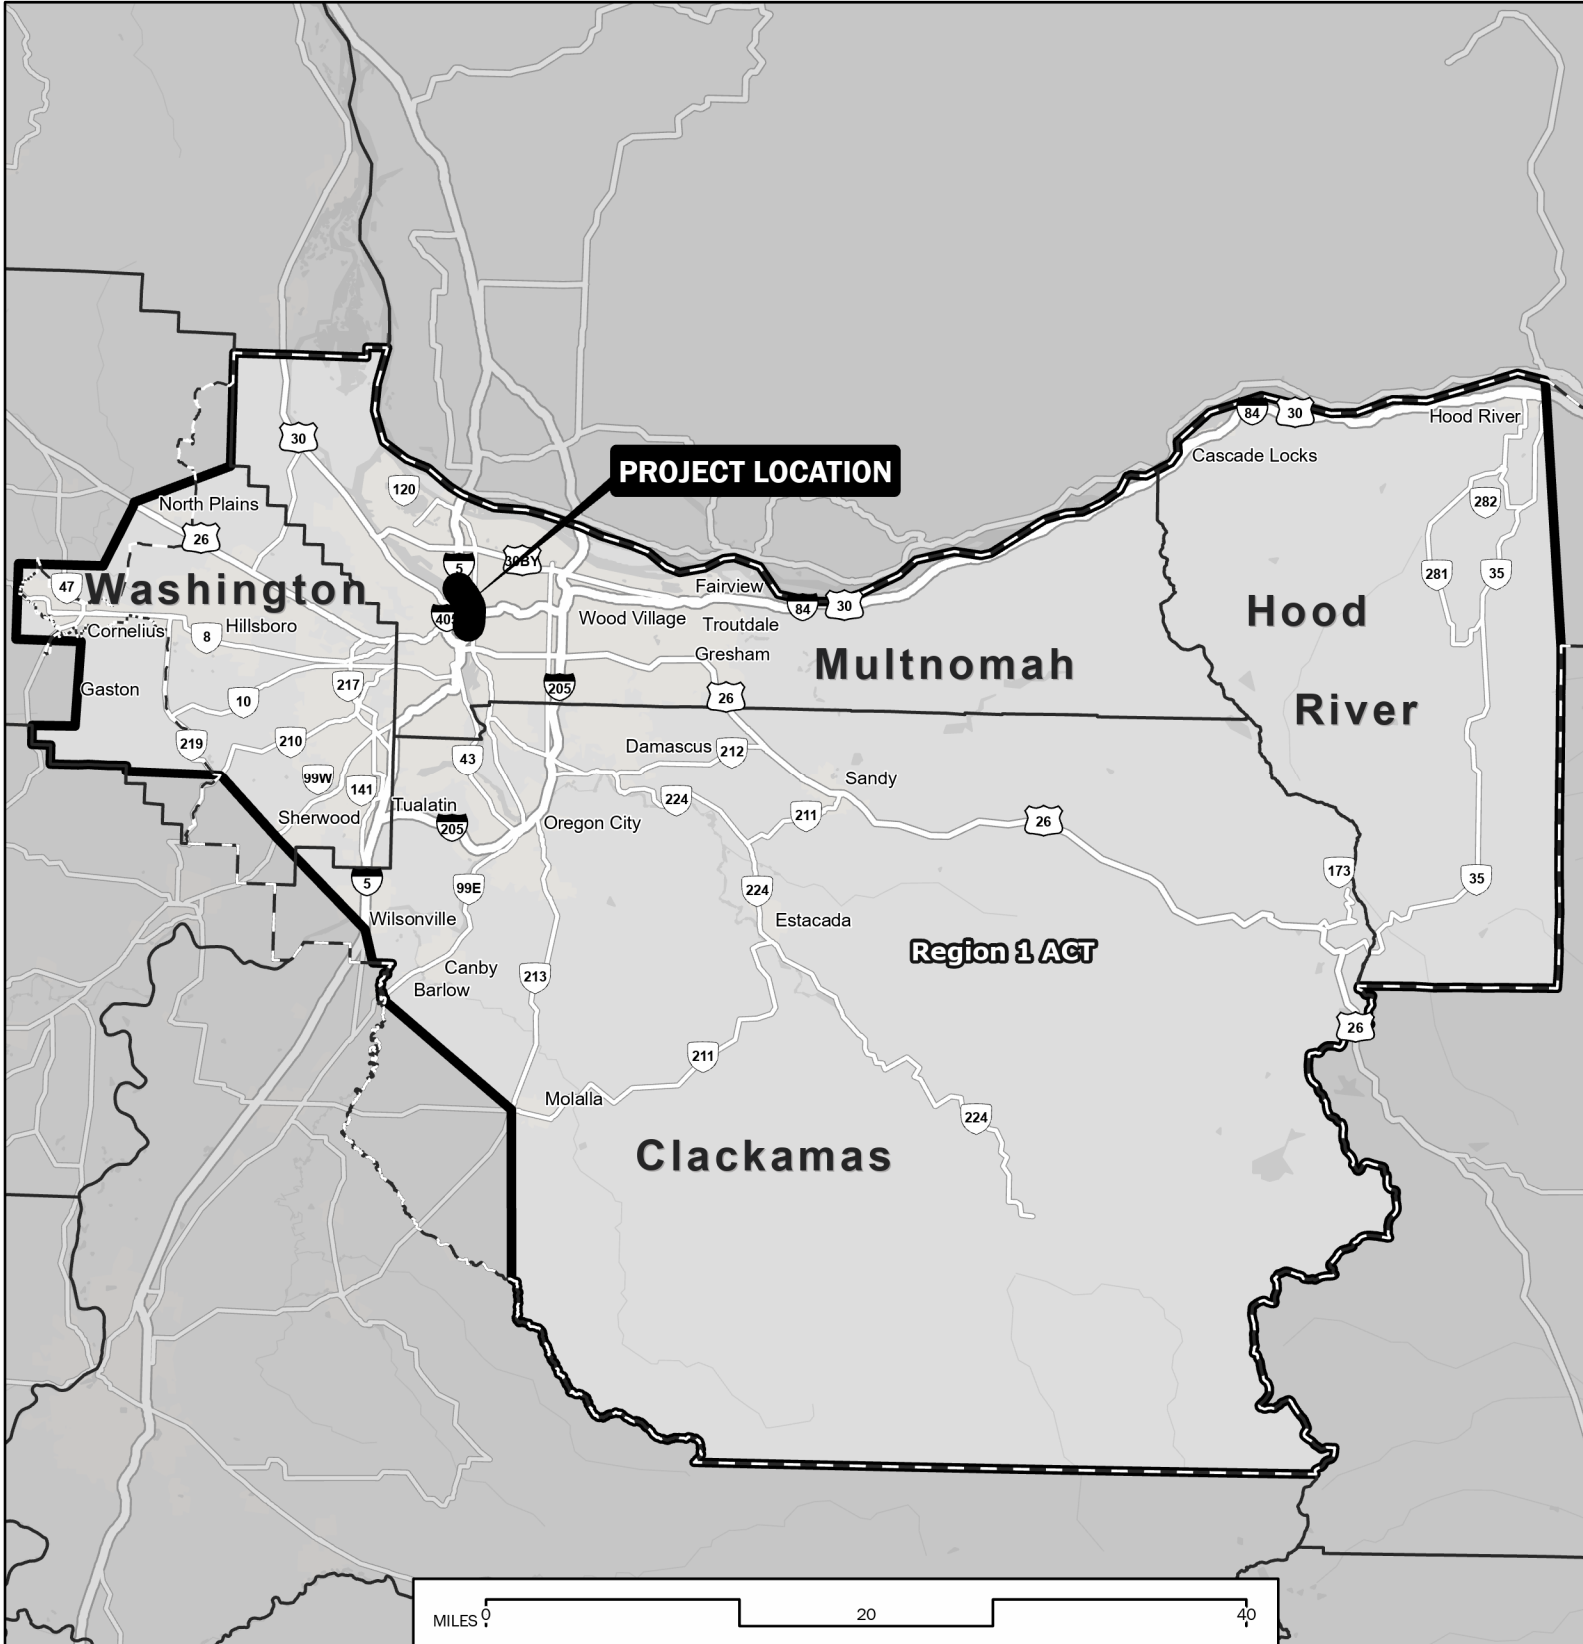 84
30
Hood River
30
Cascade Locks
PROJECT LOCATION
120
282
North Plains
26
5
30BY
47
Washington
Fairview
281
35
84
30
Hood
405
Wood Village
Troutdale
Cornelius
8
Hillsboro
Gresham
Multnomah
Gaston
217
205
26
10
River
219
210
43
Damascus
212
99W
141
Sandy
224
Tualatin
211
Sherwood
205
Oregon City
26
5
99E
224
173
35
Wilsonville
Estacada
Region 1 ACT
Canby
213
Barlow
26
211
Molalla
224
Clackamas
MILES 0 20 40